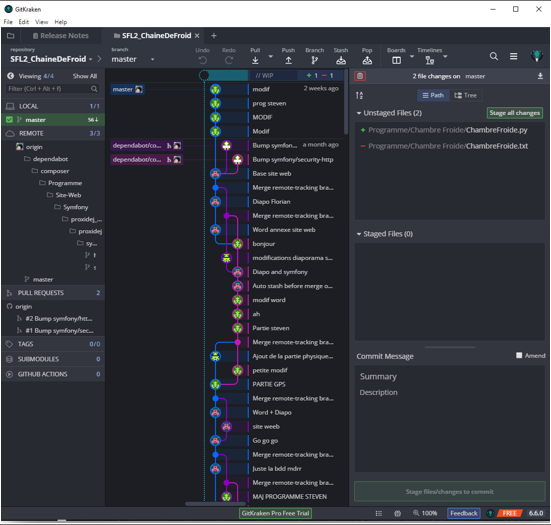 GitKraken
File Edit View Help
Release Notes
SFL2_ChaineDeFroid
repository
SFL2_ChaineDeFroid
branch
master
Undo
Redo
Pull
Push
Branch
Stash
Pop
Boards
Timelines
Viewing 4/4 Show All
Filter (Ctrl + Alt + f)
LOCAL 1/1
master
REMOTE 3/3
origin
dependabot
composer
Programme
Site-Web
Symfony
proxidej_...
proxidej
sy...
master
PULL REQUESTS 2
origin
#2 Bump symfony/htt...
#1 Bump symfony/sec...
TAGS 0/0
SUBMODULES 0
GITHUB ACTIONS 0
// WIP + 1 − 1
master modif 2 weeks ago
prog steven
MODIF
Modif
dependabot/co... Bump symfon... a month ago
dependabot/co... Bump symfony/security-http
Base site web
Merge remote-tracking bra...
Diapo Florian
Merge remote-tracking bra...
Word annexe site web
bonjour
modifications diaporama s...
Diapo and symfony
Auto stash before merge o...
modif word
ah
Partie steven
Merge remote-tracking bra...
Ajout de la partie physique...
petite modif
PARTIE GPS
Merge remote-tracking bra...
Word + Diapo
site weeb
Go go go
Merge remote-tracking bra...
Juste la bdd mdrr
Merge remote-tracking bra...
MAJ PROGRAMME STEVEN
2 file changes on master
Path Tree
Unstaged Files (2) Stage all changes
Programme/Chambre Froide/ChambreFroide.py
Programme/Chambre Froide/ChambreFroide.txt
Staged Files (0)
Commit Message Amend
Summary
Description
Stage files/changes to commit
GitKraken Pro Free Trial
100%
Feedback
FREE
6.6.0